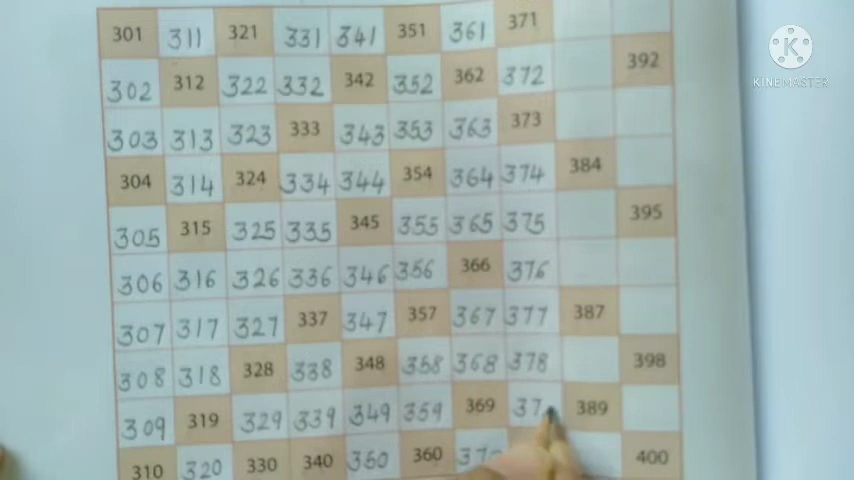 301 311 321 331 341 351 361 371
302 312 322 332 342 352 362 372 392
303 313 323 333 343 353 363 373
304 314 324 334 344 354 364 374 384
305 315 325 335 345 355 365 375 395
306 316 326 336 346 356 366 376
307 317 327 337 347 357 367 377 387
308 318 328 338 348 358 368 378 398
309 319 329 339 349 359 369 37 389
310 320 330 340 350 360 370 400
K
KINEMASTER